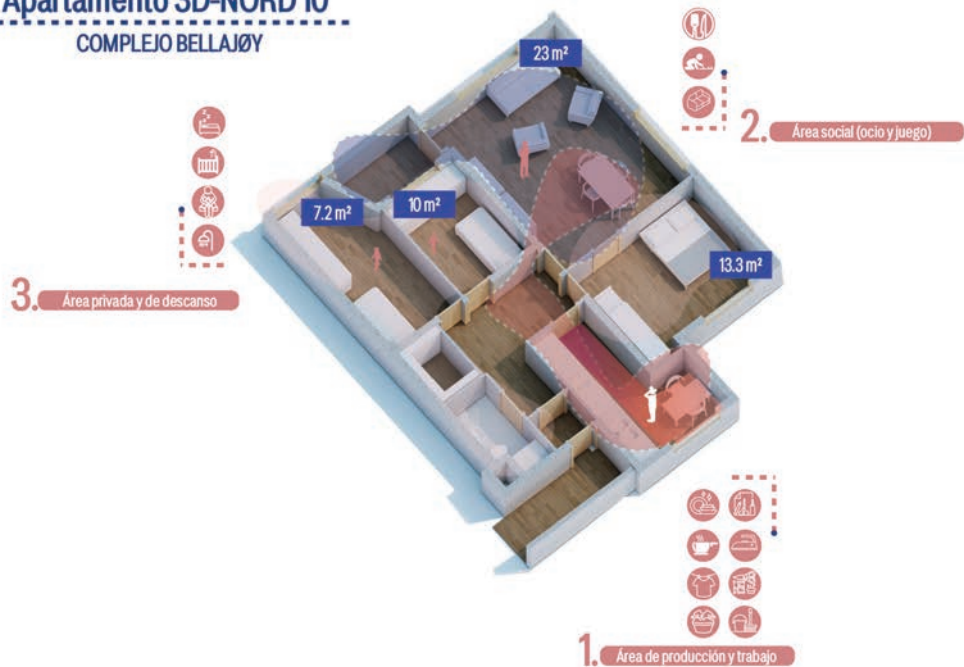 Apartamento 3D-NORD 10
COMPLEJO BELLAJØY
23 m²
2. Área social (ocio y juego)
7.2 m²
10 m²
13.3 m²
3. Área privada y de descanso
1. Área de producción y trabajo